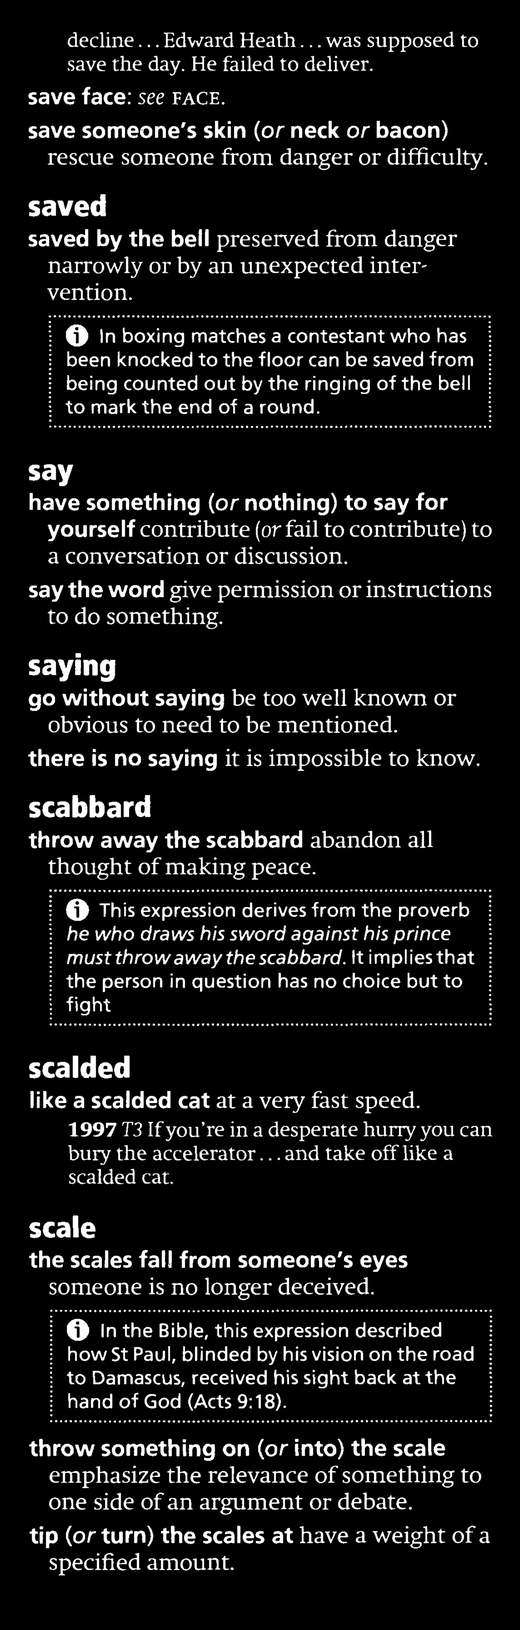 decline... Edward Heath... was supposed to
save the day. He failed to deliver.
save face: see FACE.
save someone's skin (or neck or bacon)
rescue someone from danger or difficulty.
saved
saved by the bell preserved from danger
narrowly or by an unexpected inter-
vention.
i In boxing matches a contestant who has
been knocked to the floor can be saved from
being counted out by the ringing of the bell
to mark the end of a round.
say
have something (or nothing) to say for
yourself contribute (or fail to contribute) to
a conversation or discussion.
say the word give permission or instructions
to do something.
saying
go without saying be too well known or
obvious to need to be mentioned.
there is no saying it is impossible to know.
scabbard
throw away the scabbard abandon all
thought of making peace.
i This expression derives from the proverb
he who draws his sword against his prince
must throw away the scabbard. It implies that
the person in question has no choice but to
fight
scalded
like a scalded cat at a very fast speed.
1997 T3 If you're in a desperate hurry you can
bury the accelerator... and take off like a
scalded cat.
scale
the scales fall from someone's eyes
someone is no longer deceived.
i In the Bible, this expression described
how St Paul, blinded by his vision on the road
to Damascus, received his sight back at the
hand of God (Acts 9:18).
throw something on (or into) the scale
emphasize the relevance of something to
one side of an argument or debate.
tip (or turn) the scales at have a weight of a
specified amount.